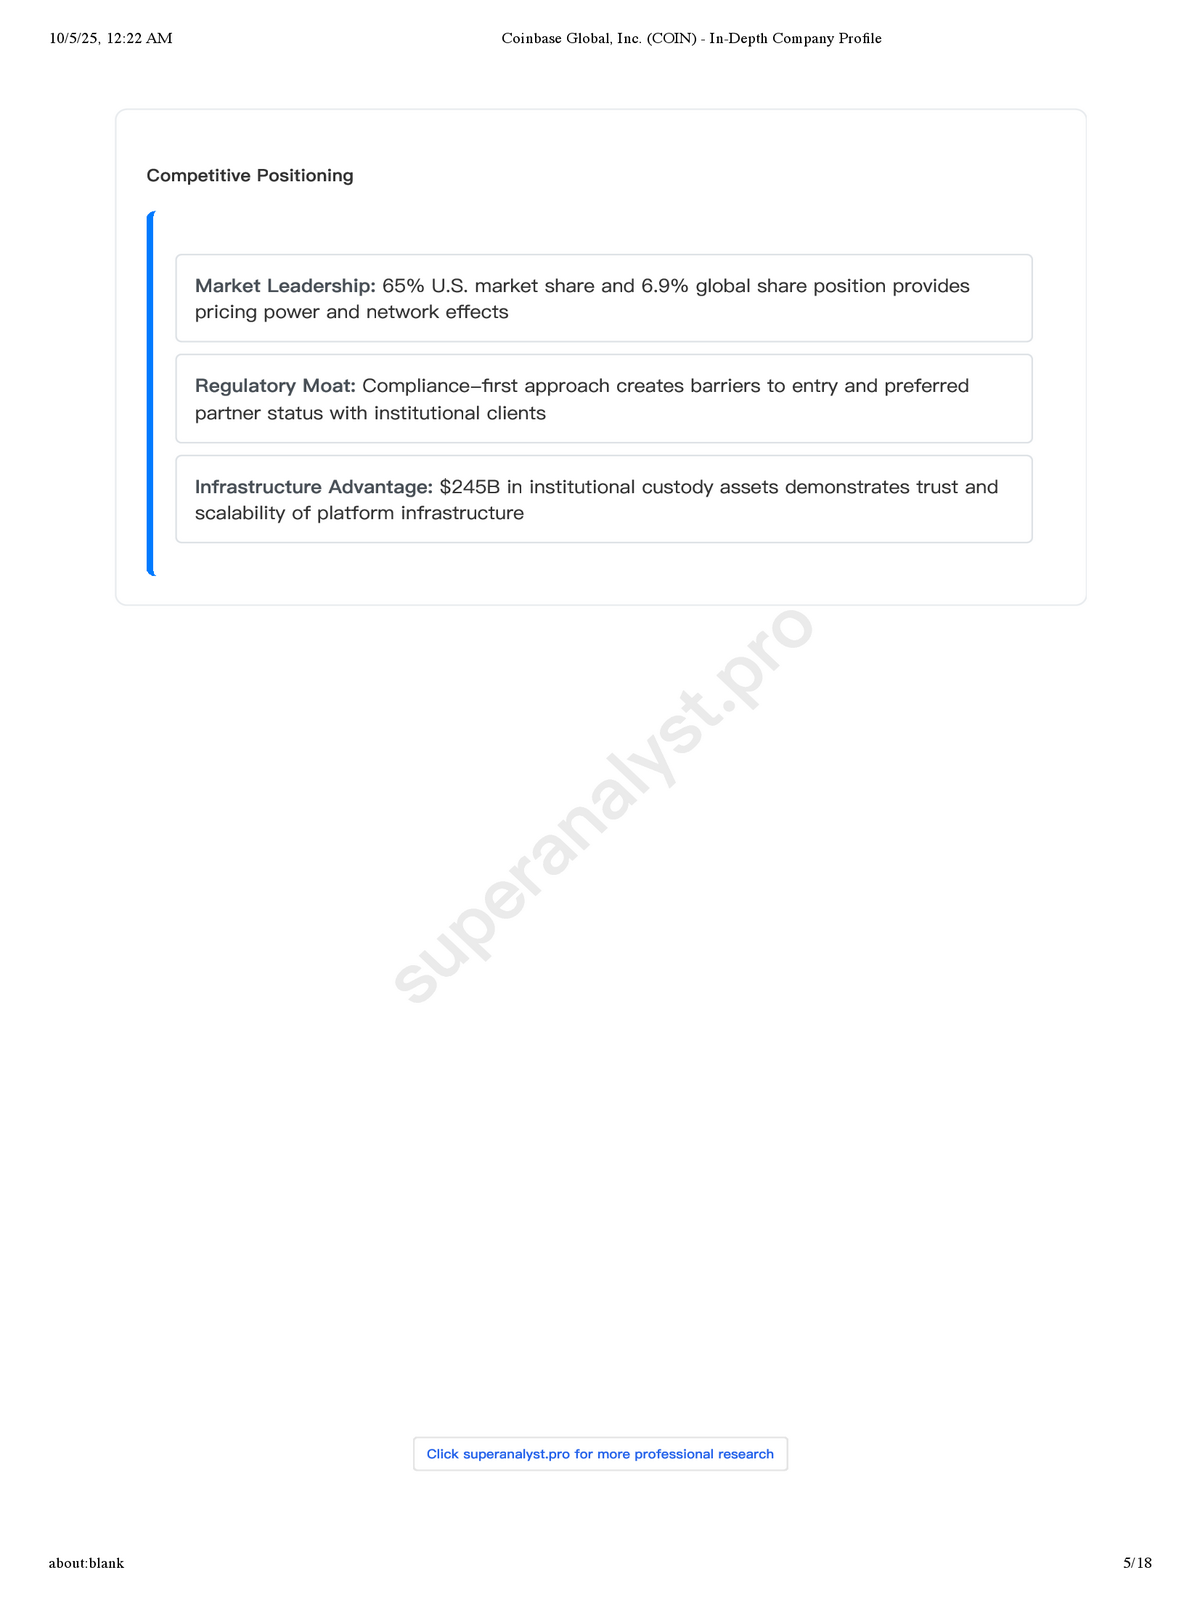 10/5/25, 12:22 AM
Coinbase Global, Inc. (COIN) - In-Depth Company Profile
Competitive Positioning
Market Leadership: 65% U.S. market share and 6.9% global share position provides
pricing power and network effects
Regulatory Moat: Compliance–first approach creates barriers to entry and preferred
partner status with institutional clients
Infrastructure Advantage: $245B in institutional custody assets demonstrates trust and
scalability of platform infrastructure
superanalyst.pro
Click superanalyst.pro for more professional research
about:blank
5/18